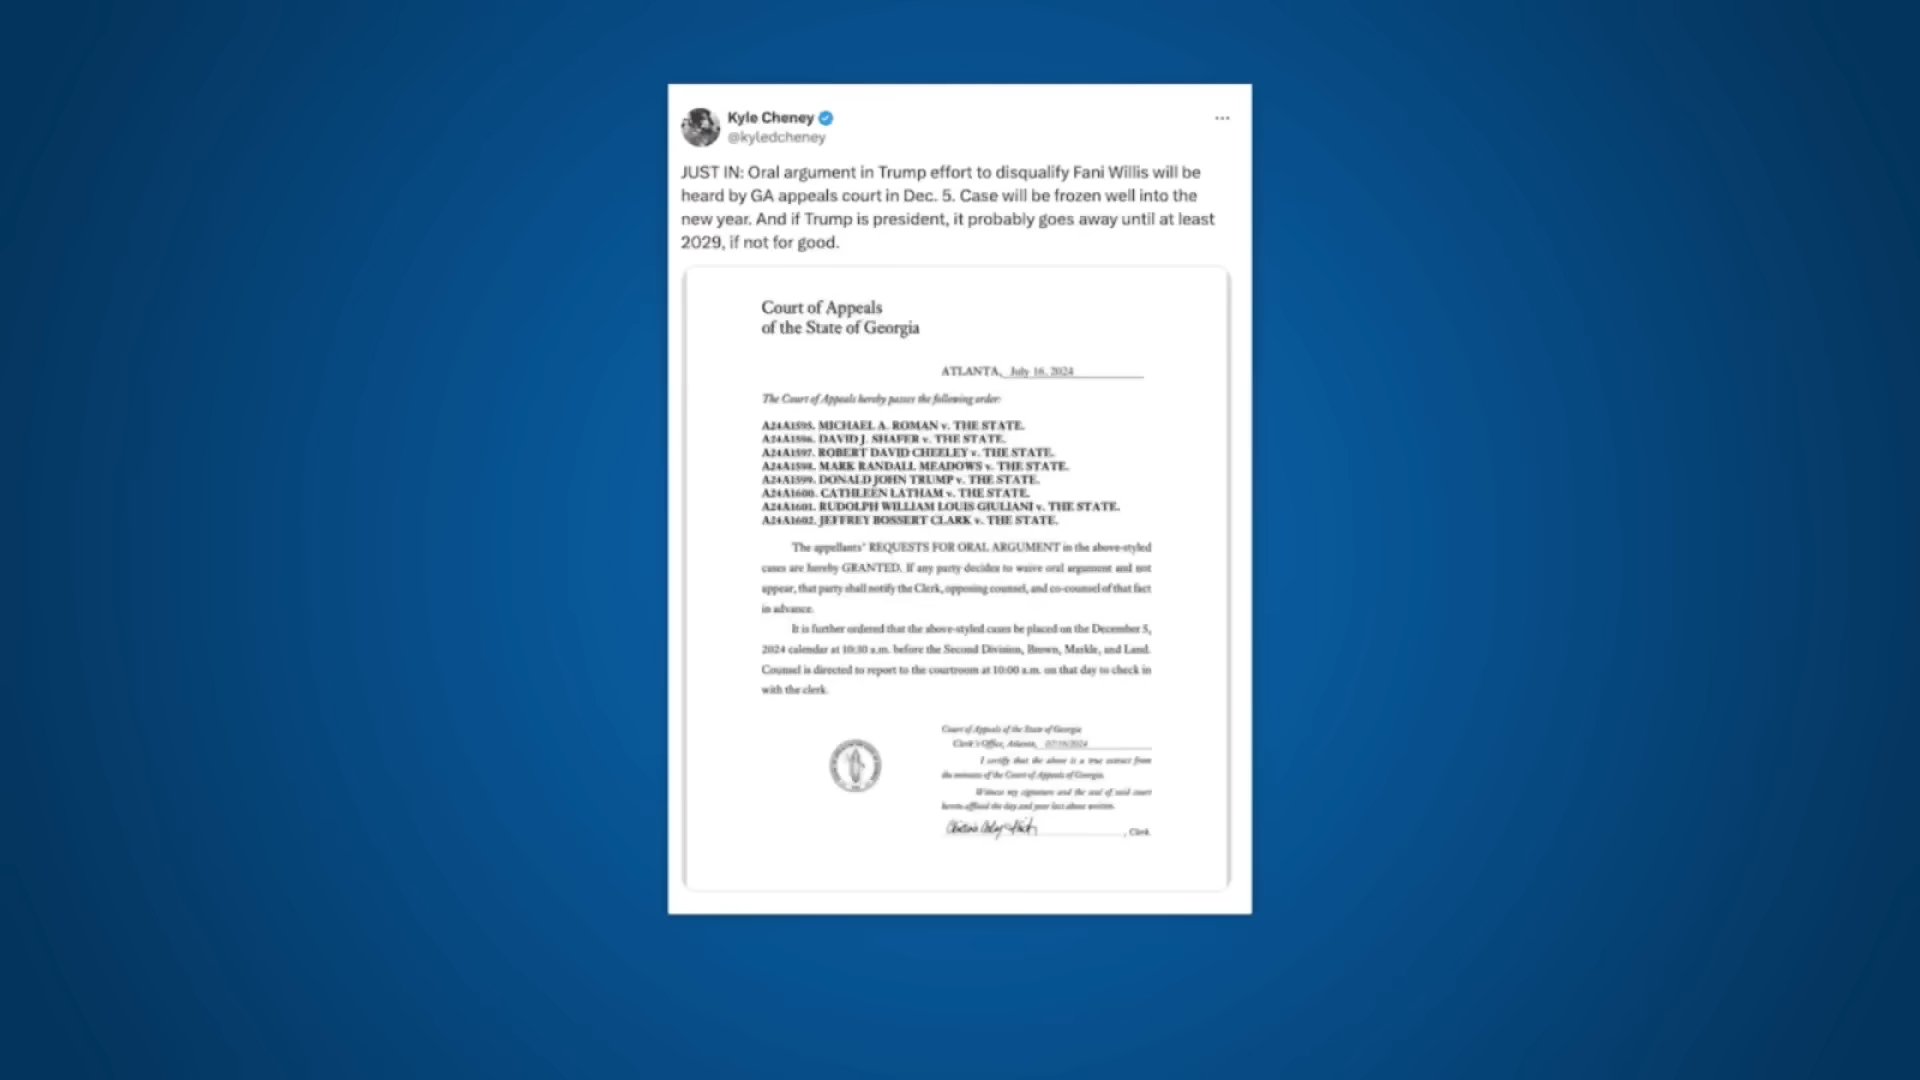 Kyle Cheney
@kyledcheney
JUST IN: Oral argument in Trump effort to disqualify Fani Willis will be
heard by GA appeals court in Dec. 5. Case will be frozen well into the
new year. And if Trump is president, it probably goes away until at least
2029, if not for good.
Court of Appeals
of the State of Georgia
ATLANTA, July 16, 2024
The Court of Appeals hereby passes the following order:
A24A1595. MICHAEL A. ROMAN v. THE STATE.
A24A1596. DAVID J. SHAFER v. THE STATE.
A24A1597. ROBERT DAVID CHEELEY v. THE STATE.
A24A1598. MARK RANDALL MEADOWS v. THE STATE.
A24A1599. DONALD JOHN TRUMP v. THE STATE.
A24A1600. CATHLEEN LATHAM v. THE STATE.
A24A1601. RUDOLPH WILLIAM LOUIS GIULIANI v. THE STATE.
A24A1602. JEFFREY BOSSERT CLARK v. THE STATE.
The appellants' REQUESTS FOR ORAL ARGUMENT in the above-styled
cases are hereby GRANTED. If any party decides to waive oral argument and not
appear, that party shall notify the Clerk, opposing counsel, and co-counsel of that fact
in advance.
It is further ordered that the above-styled cases be placed on the December 5,
2024 calendar at 10:30 a.m. before the Second Division, Brown, Markle, and Land.
Counsel is directed to report to the courtroom at 10:00 a.m. on that day to check in
with the clerk.
Court of Appeals of the State of Georgia
Clerk's Office, Atlanta, 07/16/2024
I certify that the above is a true extract from
the minutes of the Court of Appeals of Georgia.
Witness my signature and the seal of said court
hereto affixed the day and year last above written.
, Clerk.